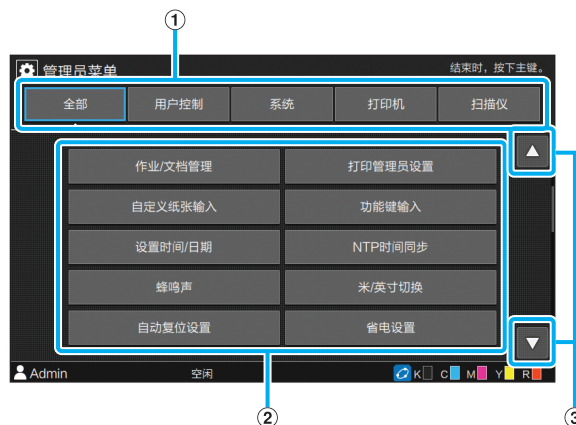 ①
管理员菜单
结束时，按下主键。
全部 用户控制 系统 打印机 扫描仪
作业/文档管理 打印管理员设置
自定义纸张输入 功能键输入
设置时间/日期 NTP时间同步
蜂鸣声 米/英寸切换
自动复位设置 省电设置
Admin 空闲 K C M Y R
② ③